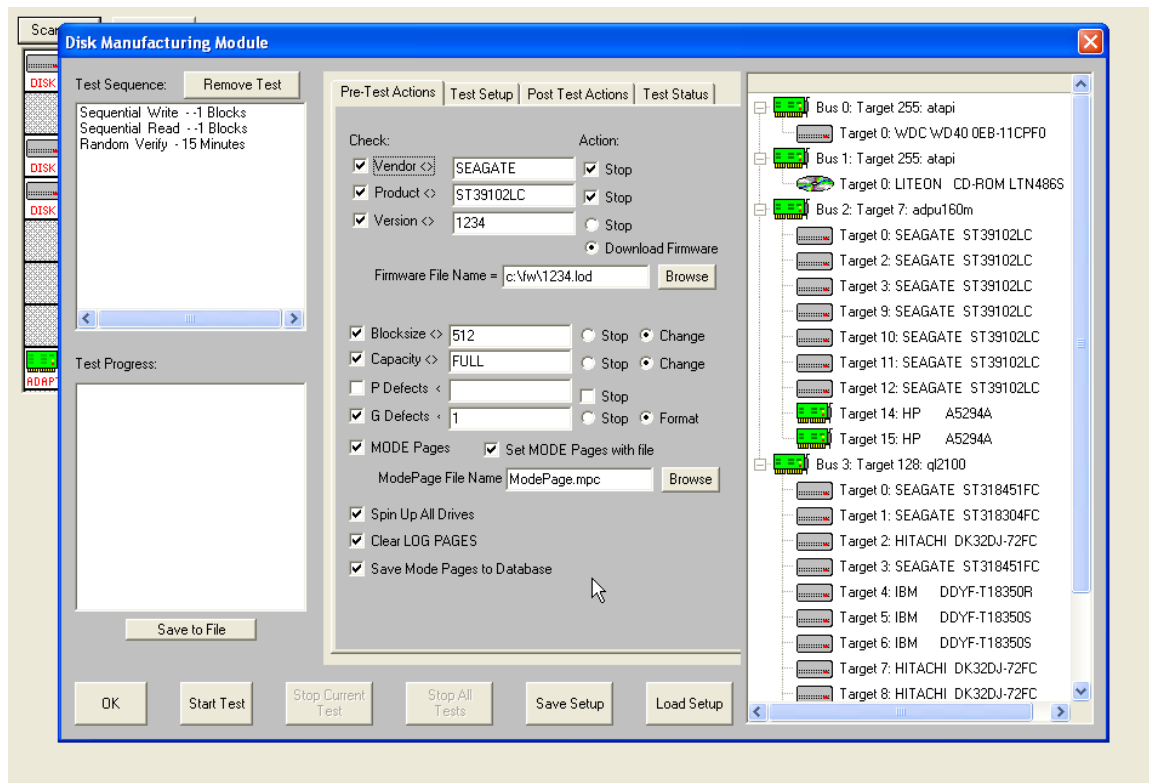 Scan
Disk Manufacturing Module
DISK
DISK
DISK
ADAPT
Test Sequence:
Remove Test
Sequential Write - -1 Blocks
Sequential Read - -1 Blocks
Random Verify - 15 Minutes
Test Progress:
Save to File
Pre-Test Actions
Test Setup
Post Test Actions
Test Status
Check:
Action:
Vendor <> SEAGATE Stop
Product <> ST39102LC Stop
Version <> 1234 Stop
Download Firmware
Firmware File Name = c:\fw\1234.lod Browse
Blocksize <> 512 Stop Change
Capacity <> FULL Stop Change
P Defects < Stop
G Defects < 1 Stop Format
MODE Pages Set MODE Pages with file
ModePage File Name ModePage.mpc Browse
Spin Up All Drives
Clear LOG PAGES
Save Mode Pages to Database
Bus 0: Target 255: atapi
Target 0: WDC WD40 0EB-11CPF0
Bus 1: Target 255: atapi
Target 0: LITEON CD-ROM LTN486S
Bus 2: Target 7: adpu160m
Target 0: SEAGATE ST39102LC
Target 2: SEAGATE ST39102LC
Target 3: SEAGATE ST39102LC
Target 9: SEAGATE ST39102LC
Target 10: SEAGATE ST39102LC
Target 11: SEAGATE ST39102LC
Target 12: SEAGATE ST39102LC
Target 14: HP A5294A
Target 15: HP A5294A
Bus 3: Target 128: ql2100
Target 0: SEAGATE ST318451FC
Target 1: SEAGATE ST318304FC
Target 2: HITACHI DK32DJ-72FC
Target 3: SEAGATE ST318451FC
Target 4: IBM DDYF-T18350R
Target 5: IBM DDYF-T18350S
Target 6: IBM DDYF-T18350S
Target 7: HITACHI DK32DJ-72FC
Target 8: HITACHI DK32DJ-72FC
OK
Start Test
Stop Current
Test
Stop All
Tests
Save Setup
Load Setup